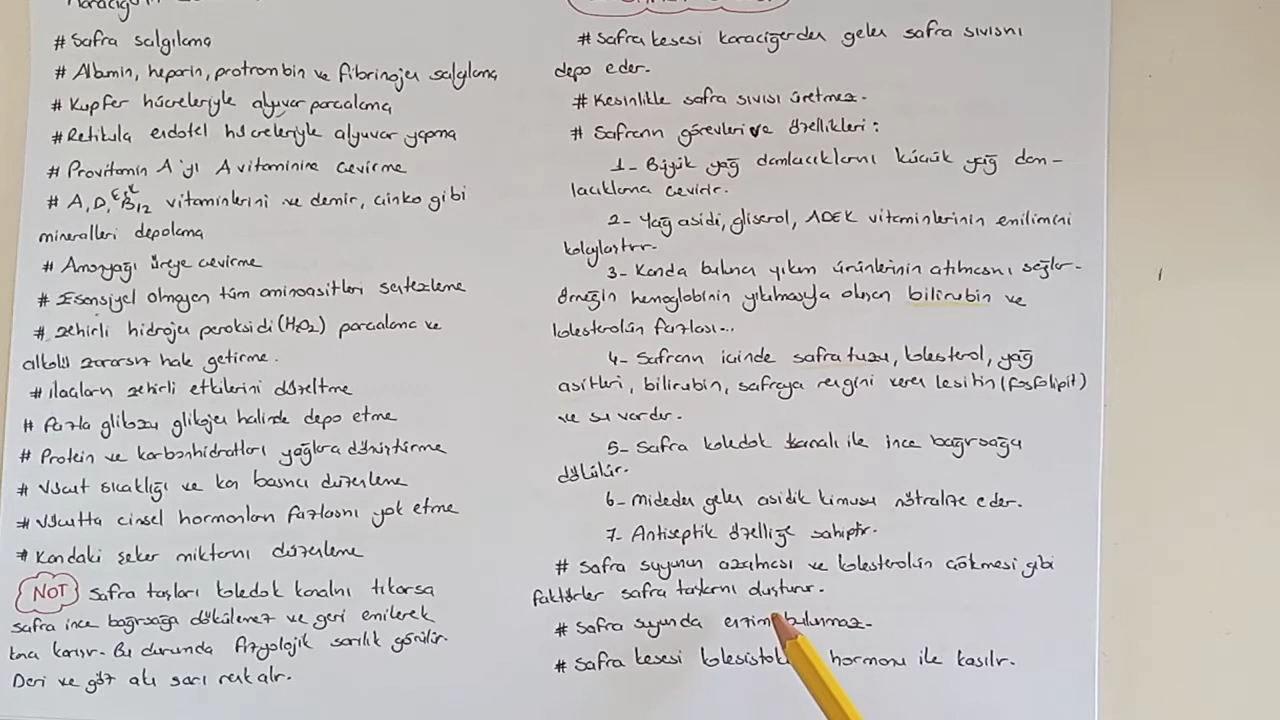 # Safra salgılama
# Albümin, heparin, protrombin ve fibrinojen salgılama
# Kupfer hücreleriyle alyuvar parçalama
# Retikula endotel hücreleriyle alyuvar yapma
# Provitamin A'yı A vitaminine çevirme
# A, D, E, K B12 vitaminlerini ve demir, çinko gibi
mineralleri depolama
# Amonyağı üreye çevirme
# Esansiyel olmayan tüm aminoasitleri sentezleme
# Zehirli hidrojen peroksidi (H2O2) parçalama ve
alkolü zararsız hale getirme.
# İlaçların zehirli etkilerini düzeltme
# Fazla glikozu glikojen halinde depo etme
# Protein ve karbonhidratları yağlara dönüştürme
# Vücut sıcaklığı ve kan basıncı düzenleme
# Vücutta cinsel hormonların fazlasını yok etme
# Kandaki şeker miktarını düzenleme
NOT Safra taşları koledok kanalını tıkarsa
safra ince bağırsağa dökülemez ve geri emilerek
kana karışır. Bu durumda fizyolojik sarılık görülür.
Deri ve göz akı sarı renk alır.
# Safra kesesi karaciğerden gelen safra sıvısını
depo eder.
# Kesinlikle safra sıvısı üretmez.
# Safranın görevleri ve özellikleri:
1- Büyük yağ damlacıklarını küçük yağ dam-
lacıklarına çevirir.
2- Yağ asidi, gliserol, ADEK vitaminlerinin emilimini
kolaylaştırır.
3- Kanda bulunan yıkım ürünlerinin atılmasını sağlar.
Örneğin hemoglobinin yıkılmasıyla oluşan bilirubin ve
kolesterolün fazlası...
4- Safranın içinde safra tuzu, kolesterol, yağ
asitleri, bilirubin, safraya rengini veren lesitin (fosfolipit)
ve su vardır.
5- Safra koledok kanalı ile ince bağırsağa
dökülür.
6- Mideden gelen asidik kimusu nötralize eder.
7- Antiseptik özelliğe sahiptir.
# Safra suyunun azalması ve kolesterolün çökmesi gibi
faktörler safra taşlarını oluşturur.
# Safra suyunda enzim bulunmaz.
# Safra kesesi hormonu ile kasılır.